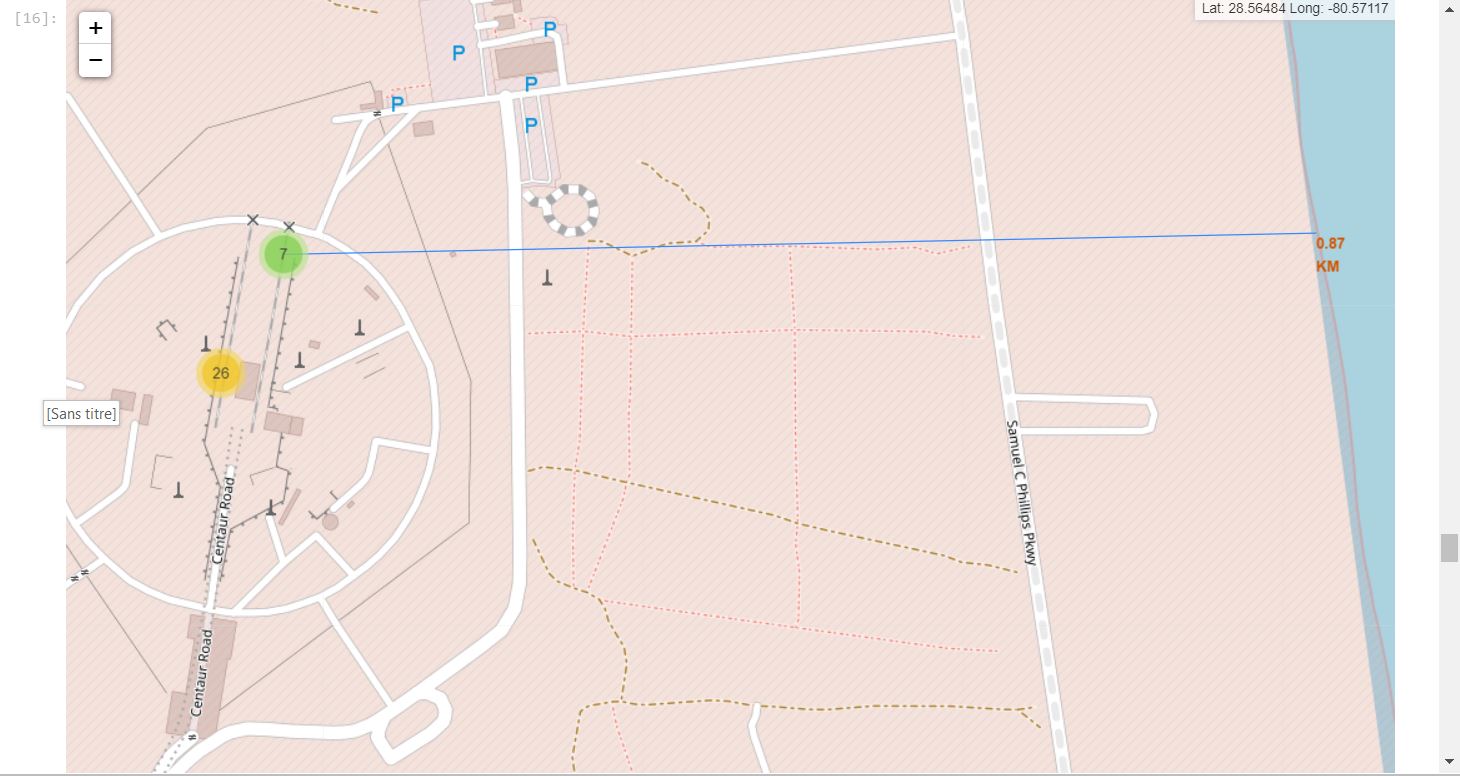 [16]:
Lat: 28.56484 Long: -80.57117
+
−
P
P
P
P
P
7
0.87
KM
26
[Sans titre]
Samuel C Phillips Pkwy
Centaur Road
Centaur Road